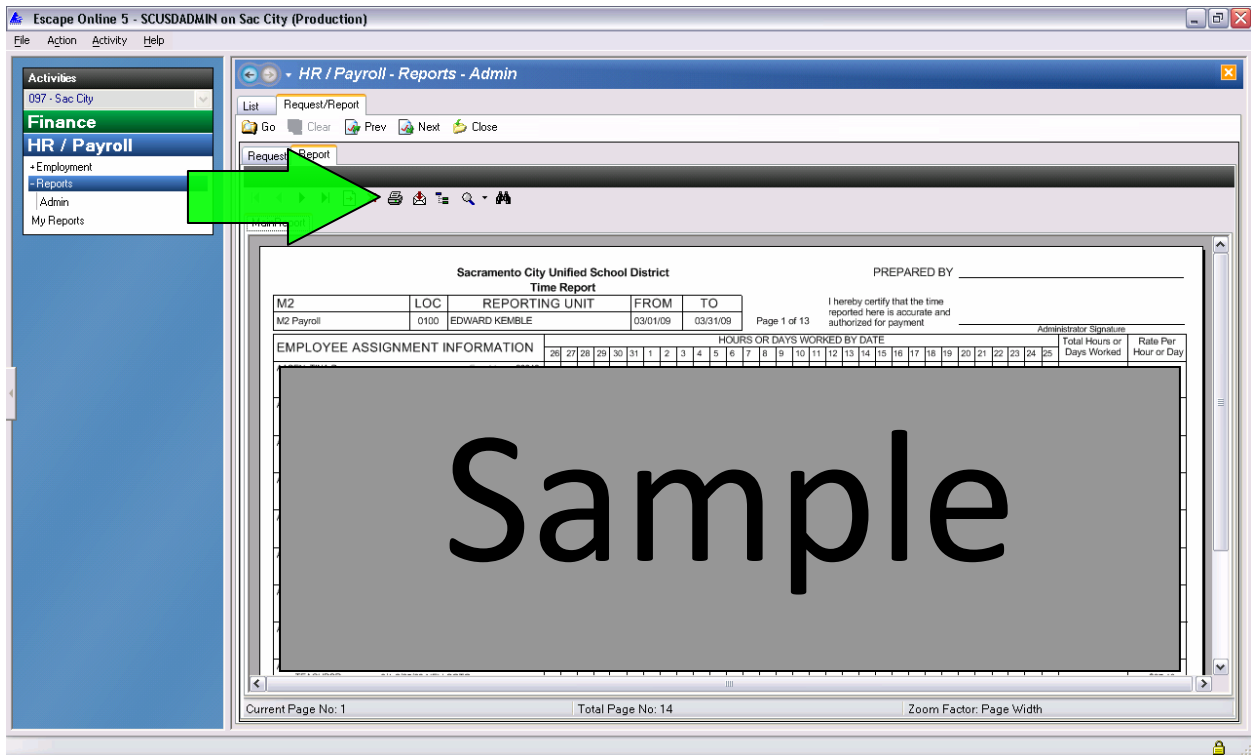 Escape Online 5 - SCUSDADMIN on Sac City (Production)
File Action Activity Help
Activities
097 - Sac City
Finance
HR / Payroll
+Employment
-Reports
Admin
My Reports
HR / Payroll - Reports - Admin
List Request/Report
Go Clear Prev Next Close
Request Report
Sacramento City Unified School District
Time Report
PREPARED BY
M2 LOC REPORTING UNIT FROM TO
M2 Payroll 0100 EDWARD KEMBLE 03/01/09 03/31/09 Page 1 of 13
I hereby certify that the time
reported here is accurate and
authorized for payment
Administrator Signature
EMPLOYEE ASSIGNMENT INFORMATION
HOURS OR DAYS WORKED BY DATE
26 27 28 29 30 31 1 2 3 4 5 6 7 8 9 10 11 12 13 14 15 16 17 18 19 20 21 22 23 24 25
Total Hours or
Days Worked
Rate Per
Hour or Day
Sample
Current Page No: 1 Total Page No: 14 Zoom Factor: Page Width